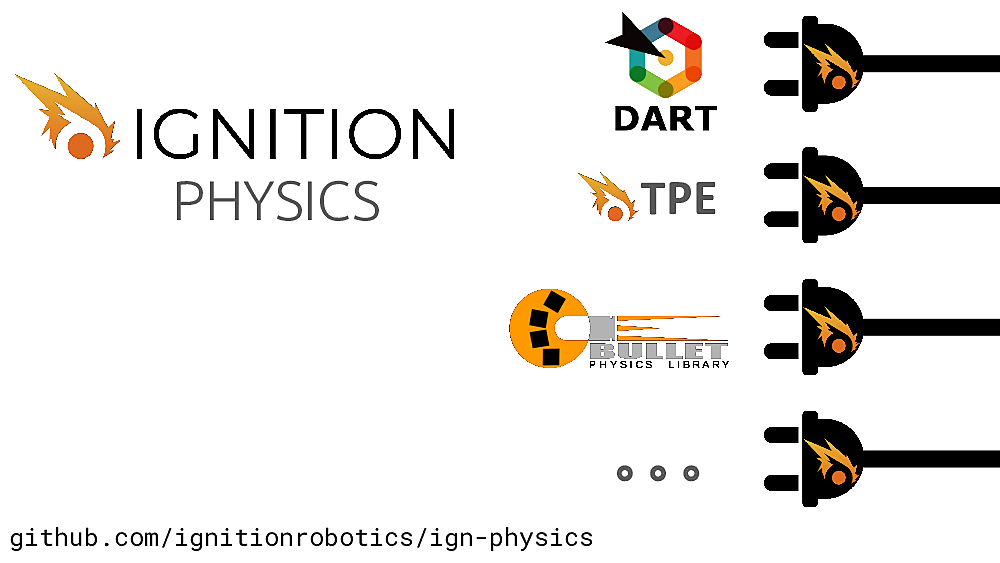 IGNITION
PHYSICS
DART
TPE
BULLET
PHYSICS LIBRARY
github.com/ignitionrobotics/ign-physics